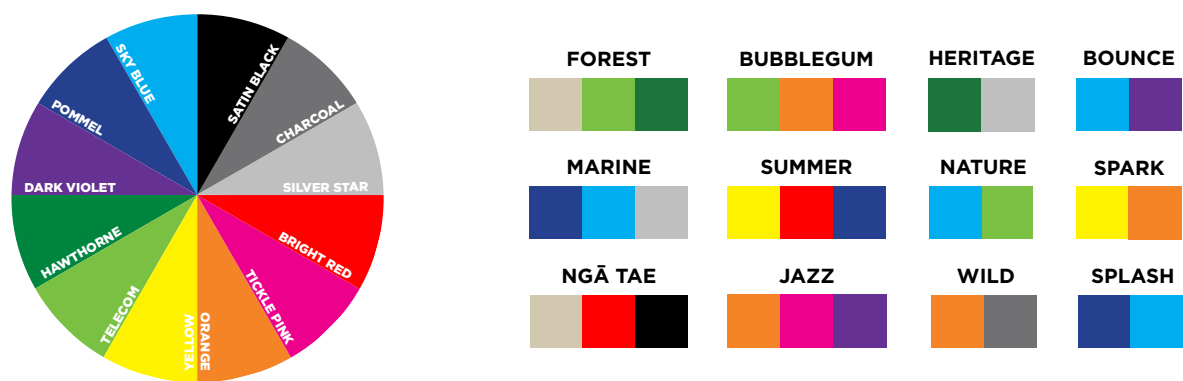 SKY BLUE
SATIN BLACK
POMMEL
CHARCOAL
DARK VIOLET
SILVER STAR
HAWTHORNE
BRIGHT RED
TELECOM
TICKLE PINK
YELLOW
ORANGE
FOREST
BUBBLEGUM
HERITAGE
BOUNCE
MARINE
SUMMER
NATURE
SPARK
NGĀ TAE
JAZZ
WILD
SPLASH